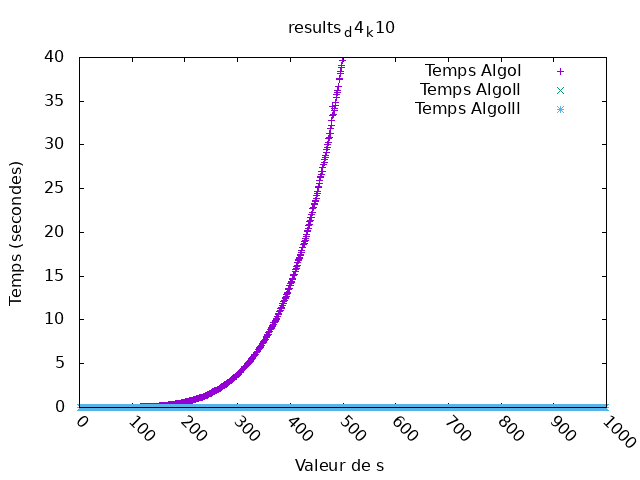 results_d4_k10
Temps AlgoI
Temps AlgoII
Temps AlgoIII
Temps (secondes)
40
35
30
25
20
15
10
5
0
0 100 200 300 400 500 600 700 800 900 1000
Valeur de s